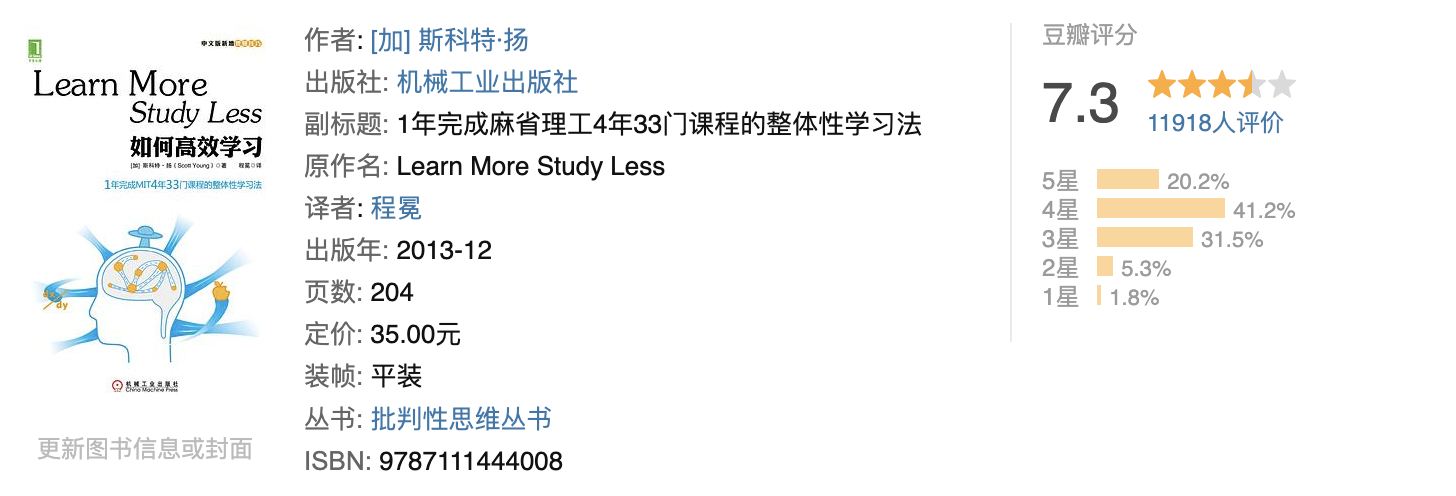 中文版新增实践技巧
Learn More
Study Less
如何高效学习
[加] 斯科特·扬（Scott Young）◎著 程冕◎译
1年完成MIT4年33门课程的整体性学习法
机械工业出版社
China Machine Press
更新图书信息或封面
作者: [加] 斯科特·扬
出版社: 机械工业出版社
副标题: 1年完成麻省理工4年33门课程的整体性学习法
原作名: Learn More Study Less
译者: 程冕
出版年: 2013-12
页数: 204
定价: 35.00元
装帧: 平装
丛书: 批判性思维丛书
ISBN: 9787111444008
豆瓣评分
7.3
11918人评价
5星 20.2%
4星 41.2%
3星 31.5%
2星 5.3%
1星 1.8%